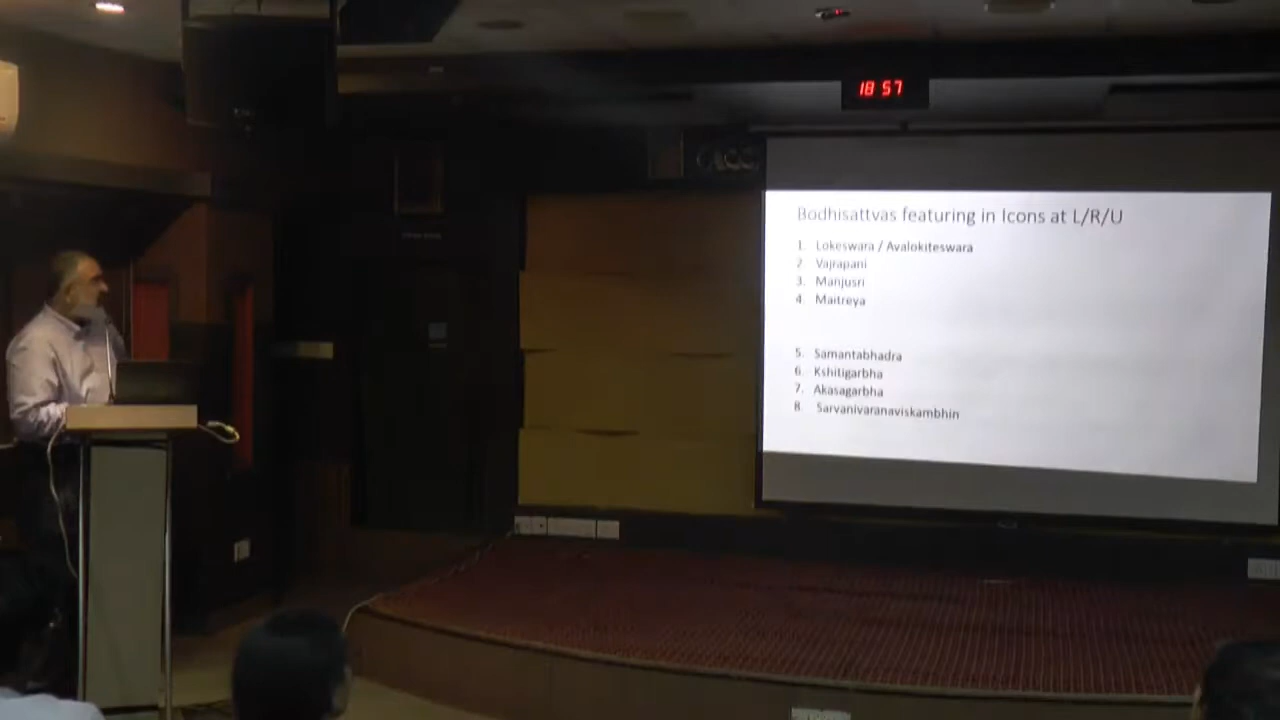 18 57
Bodhisattvas featuring in Icons at L/R/U
1. Lokeswara / Avalokiteswara
2. Vajrapani
3. Manjusri
4. Maitreya
5. Samantabhadra
6. Kshitigarbha
7. Akasagarbha
8 Sarvanivaranaviskambhin